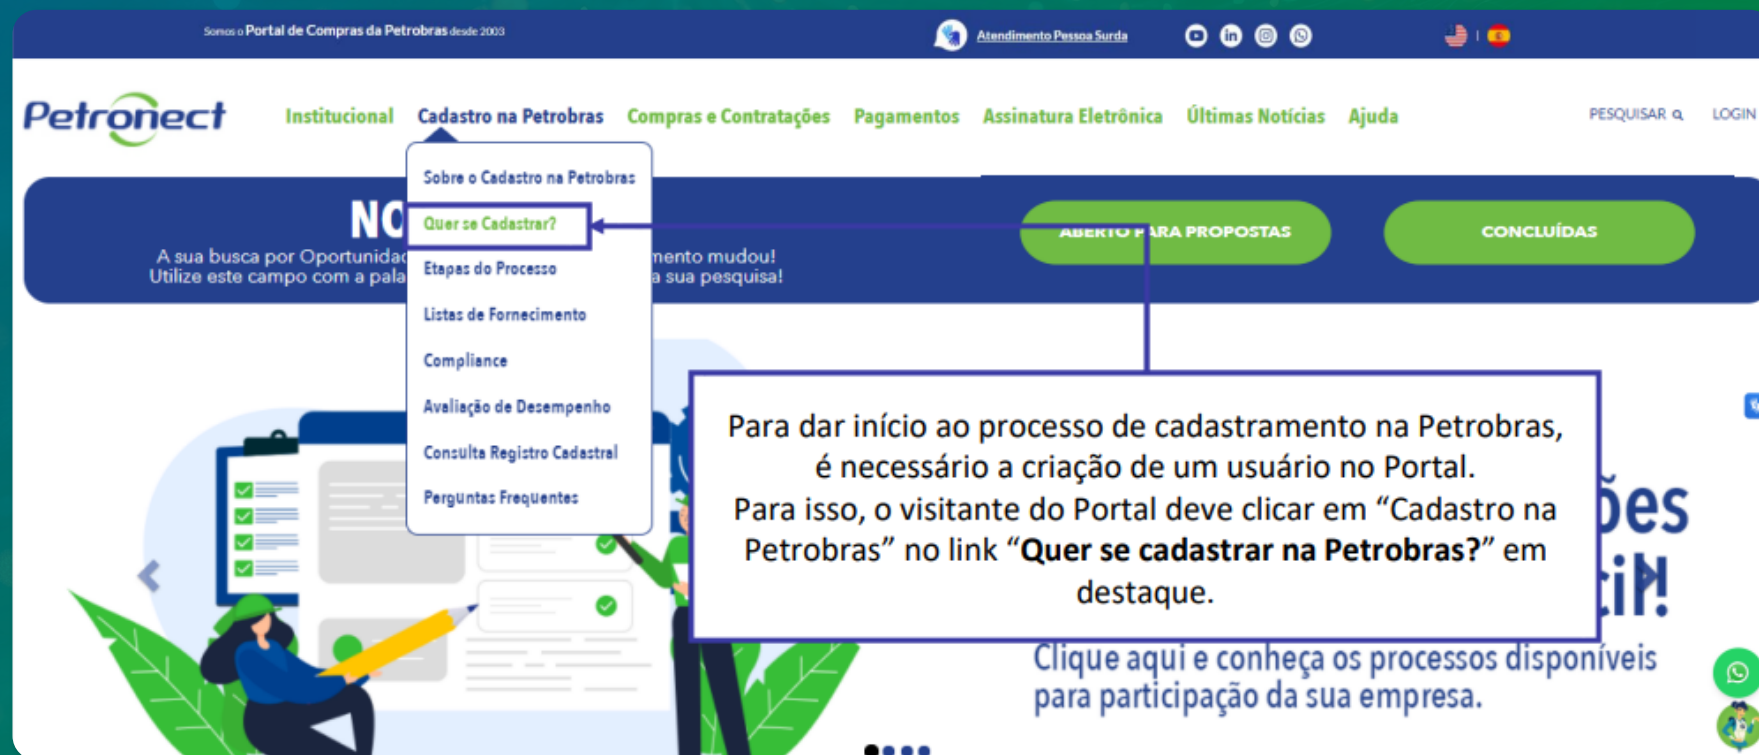 Somos o Portal de Compras da Petrobras desde 2003
Atendimento Pessoa Surda
Petronect
Institucional
Cadastro na Petrobras
Compras e Contratações
Pagamentos
Assinatura Eletrônica
Últimas Notícias
Ajuda
PESQUISAR
LOGIN
Sobre o Cadastro na Petrobras
Quer se Cadastrar?
Etapas do Processo
Listas de Fornecimento
Compliance
Avaliação de Desempenho
Consulta Registro Cadastral
Perguntas Frequentes
A sua busca por
mudou!
Utilize este campo com a
a sua pesquisa!
ABERTO PARA PROPOSTAS
CONCLUÍDAS
Para dar início ao processo de cadastramento na Petrobras,
é necessário a criação de um usuário no Portal.
Para isso, o visitante do Portal deve clicar em “Cadastro na
Petrobras” no link “Quer se cadastrar na Petrobras?” em
destaque.
Clique aqui e conheça os processos disponíveis
para participação da sua empresa.